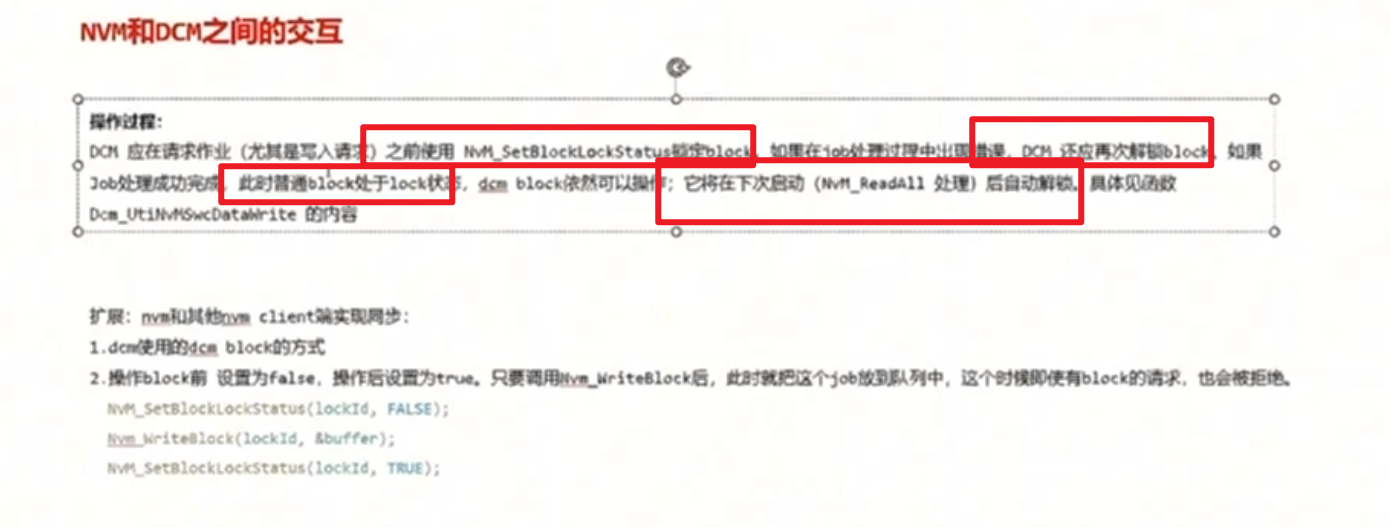 NVM和DCM之间的交互
操作过程：
DCM 应在请求作业（尤其是写入请求）之前使用 NvM_SetBlockLockStatus锁定block，如果在job处理过程中出现错误，DCM 还应再次解锁block。如果
Job处理成功完成，此时普通block处于lock状态，dcm block依然可以操作；它将在下次启动（NvM_ReadAll 处理）后自动解锁。具体见函数
Dcm_UtiNvMSwcDataWrite 的内容
扩展：nvm和其他nvm client端实现同步：
1.dcm使用的dcm block的方式
2.操作block前 设置为false，操作后设置为true。只要调用Nvm_WriteBlock后，此时就把这个job放到队列中，这个时候即使有block的请求，也会被拒绝。
NvM_SetBlockLockStatus(lockId, FALSE);
Nvm_WriteBlock(lockId, &buffer);
NvM_SetBlockLockStatus(lockId, TRUE);